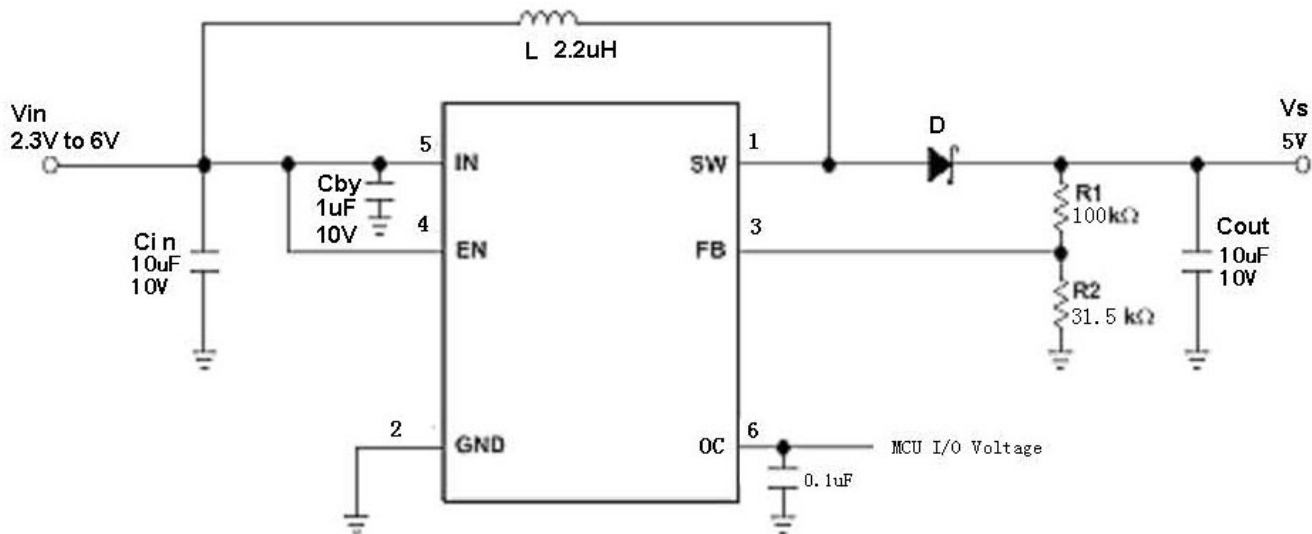 L 2.2uH
Vin
2.3V to 6V
Vs
5V
D
5
IN
1
SW
Cby
1uF
10V
R1
100kΩ
Cin
10uF
10V
4
EN
3
FB
Cout
10uF
10V
R2
31.5 kΩ
2
GND
6
OC
MCU I/O Voltage
0.1uF